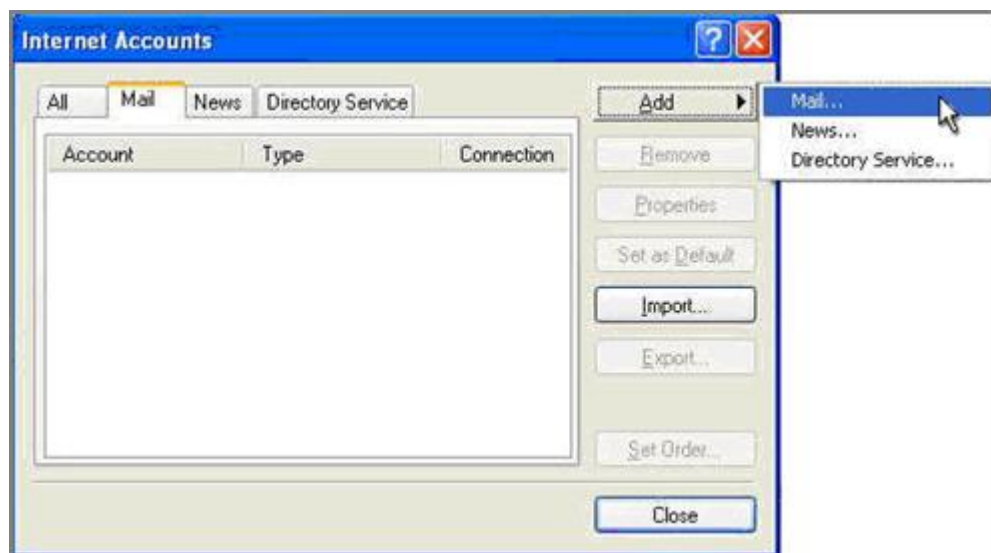 Internet Accounts
All Mail News Directory Service
Add
Mail...
News...
Directory Service...
Account Type Connection
Remove
Properties
Set as Default
Import...
Export...
Set Order...
Close